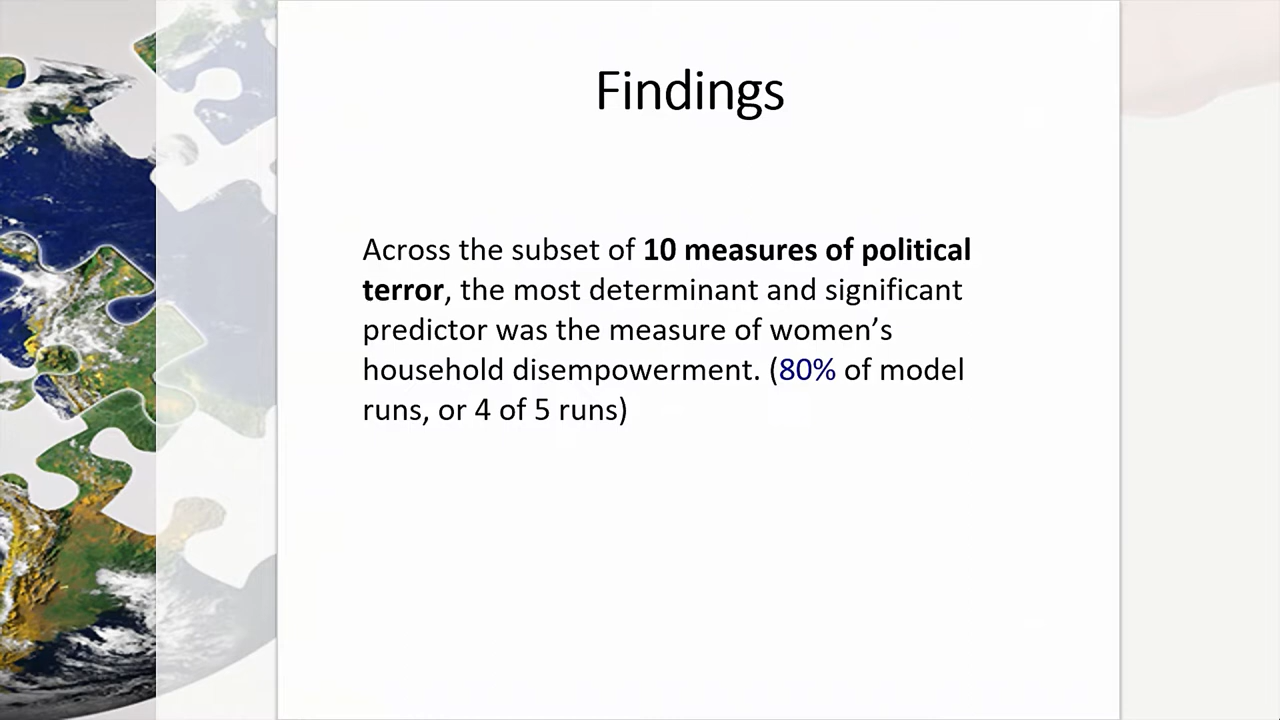 Findings
Across the subset of 10 measures of political
terror, the most determinant and significant
predictor was the measure of women’s
household disempowerment. (80% of model
runs, or 4 of 5 runs)